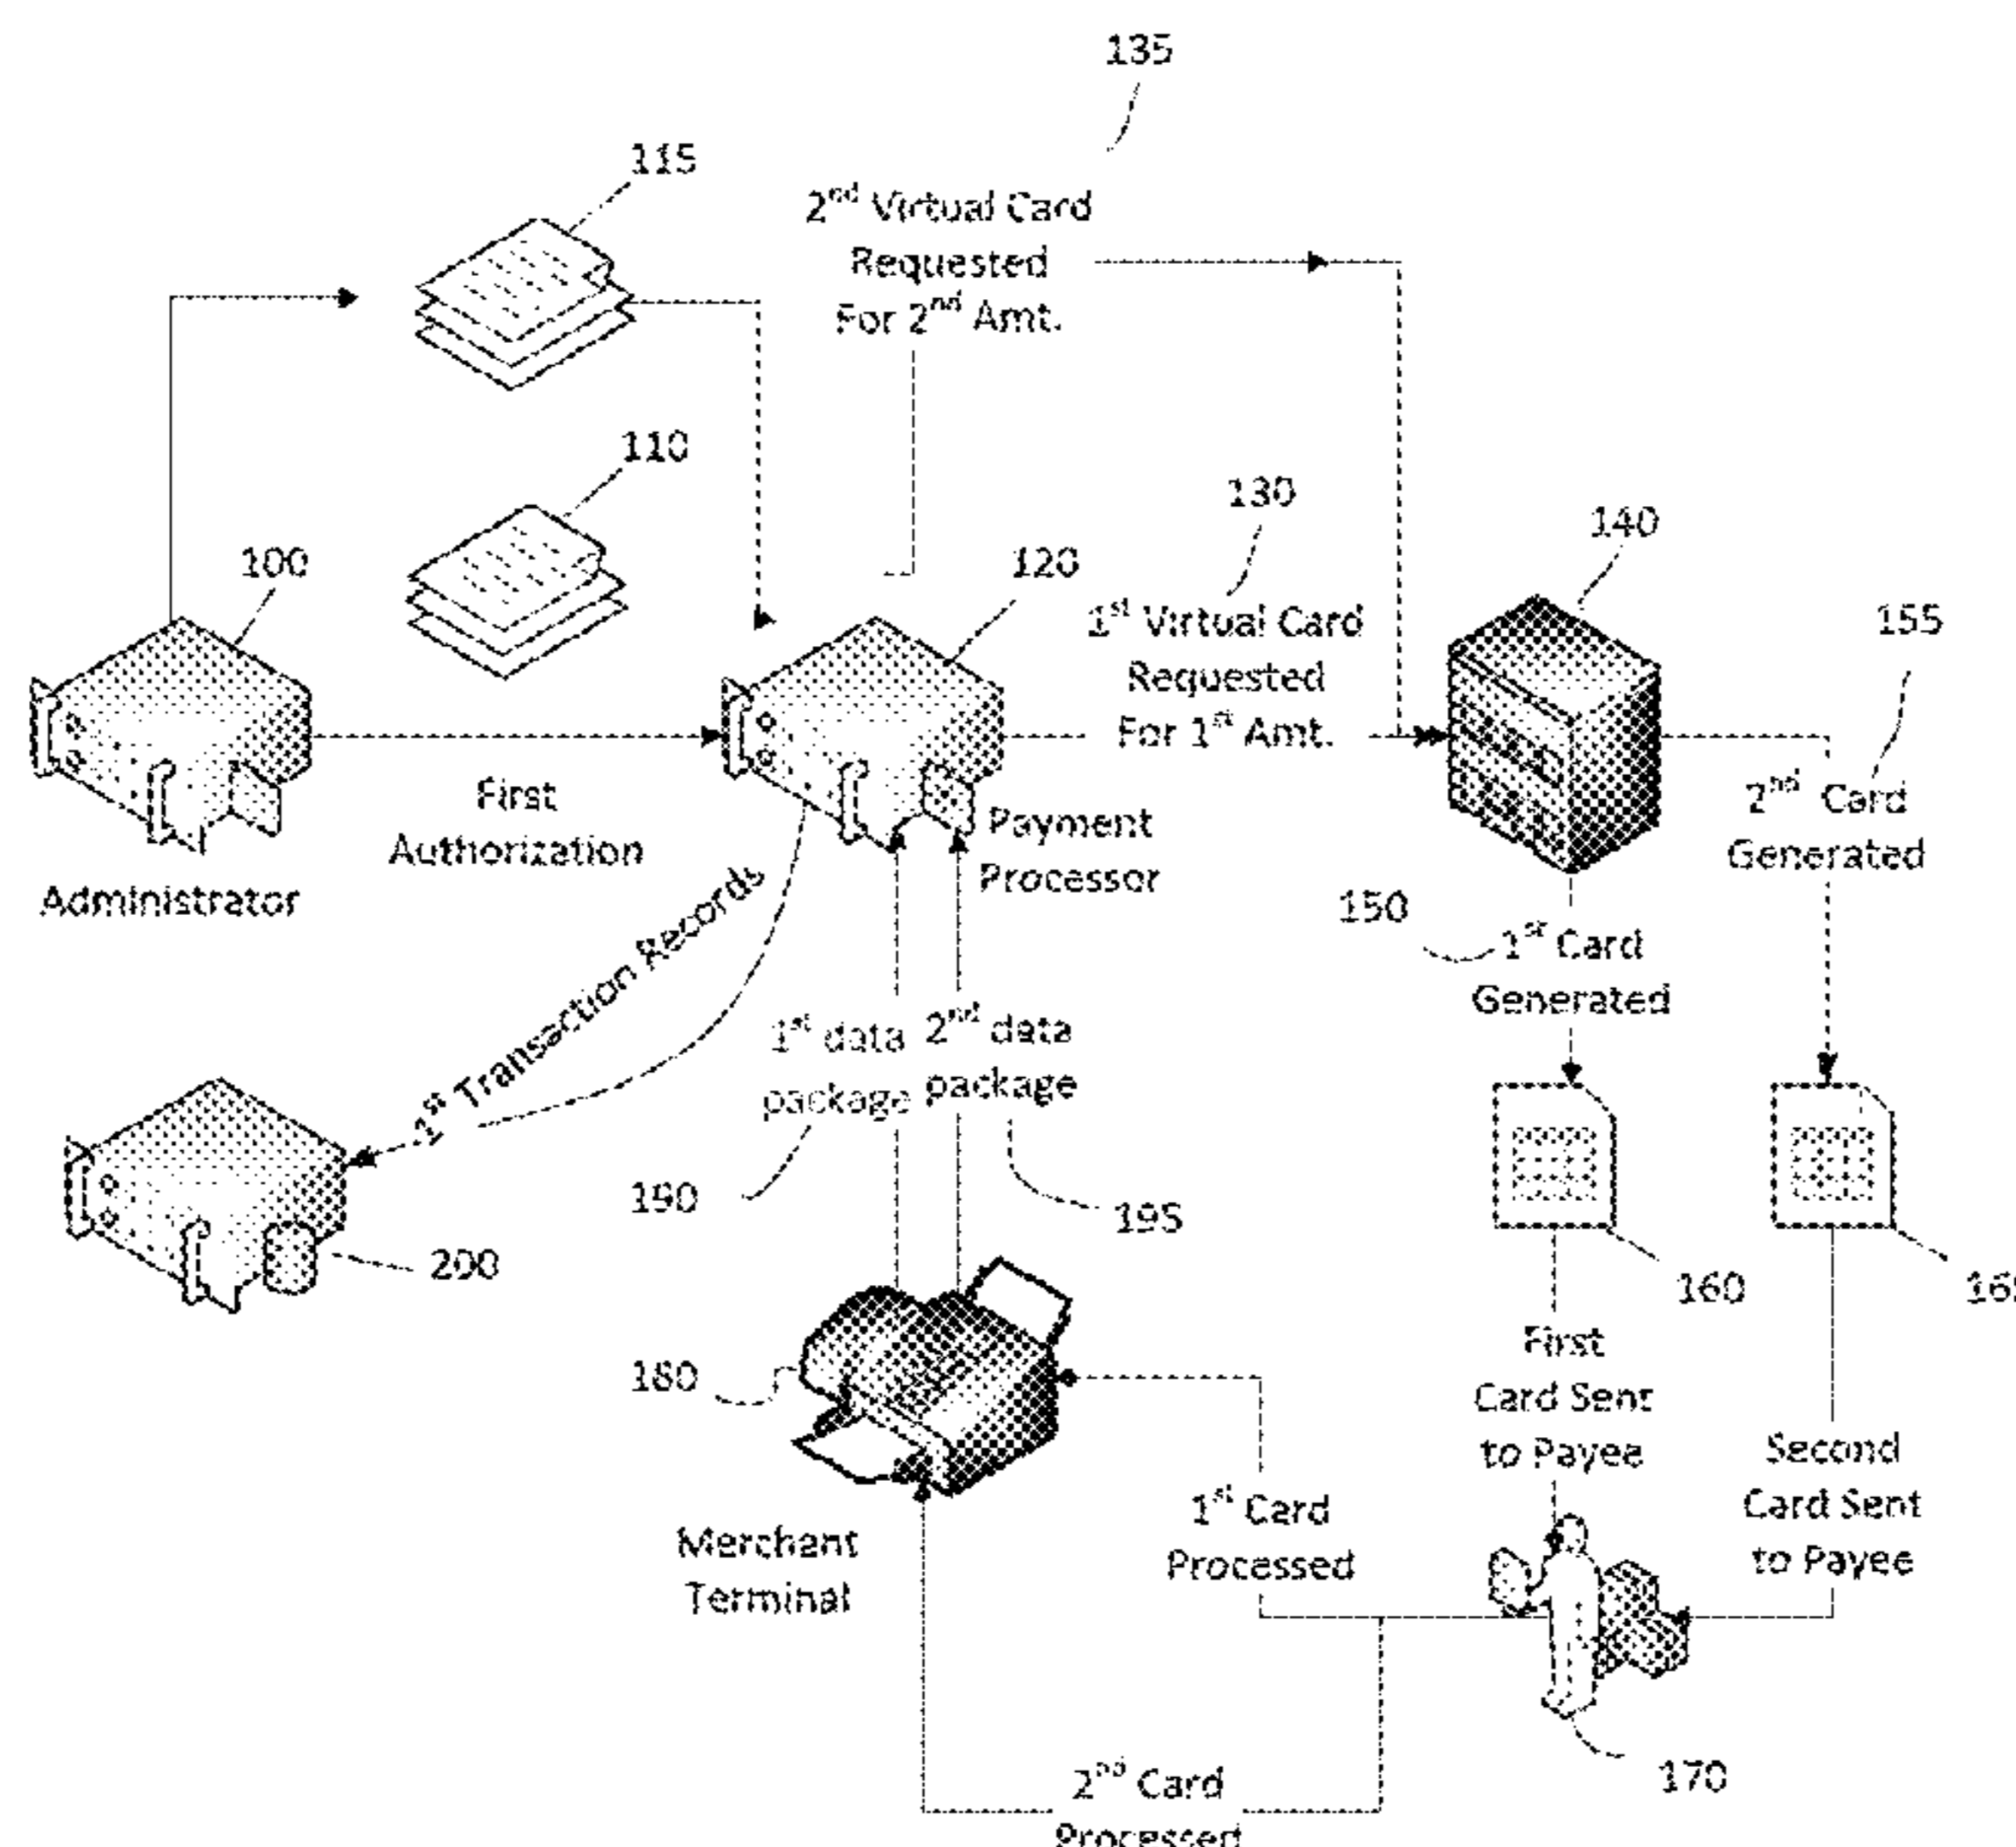 135
115
2nd Virtual Card
Requested
For 2nd Amt.
110
130
140
100
120
155
1st Virtual Card
Requested
For 1st Amt.
2nd Card
Generated
First
Authorization
Payment
Processor
Administrator
150
1st Card
Generated
1st Transaction Records
1st data
package
2nd data
package
190
195
200
160
First
Card Sent
to Payee
180
Second
Card Sent
to Payee
1st Card
Processed
Merchant
Terminal
170
2nd Card
Processed